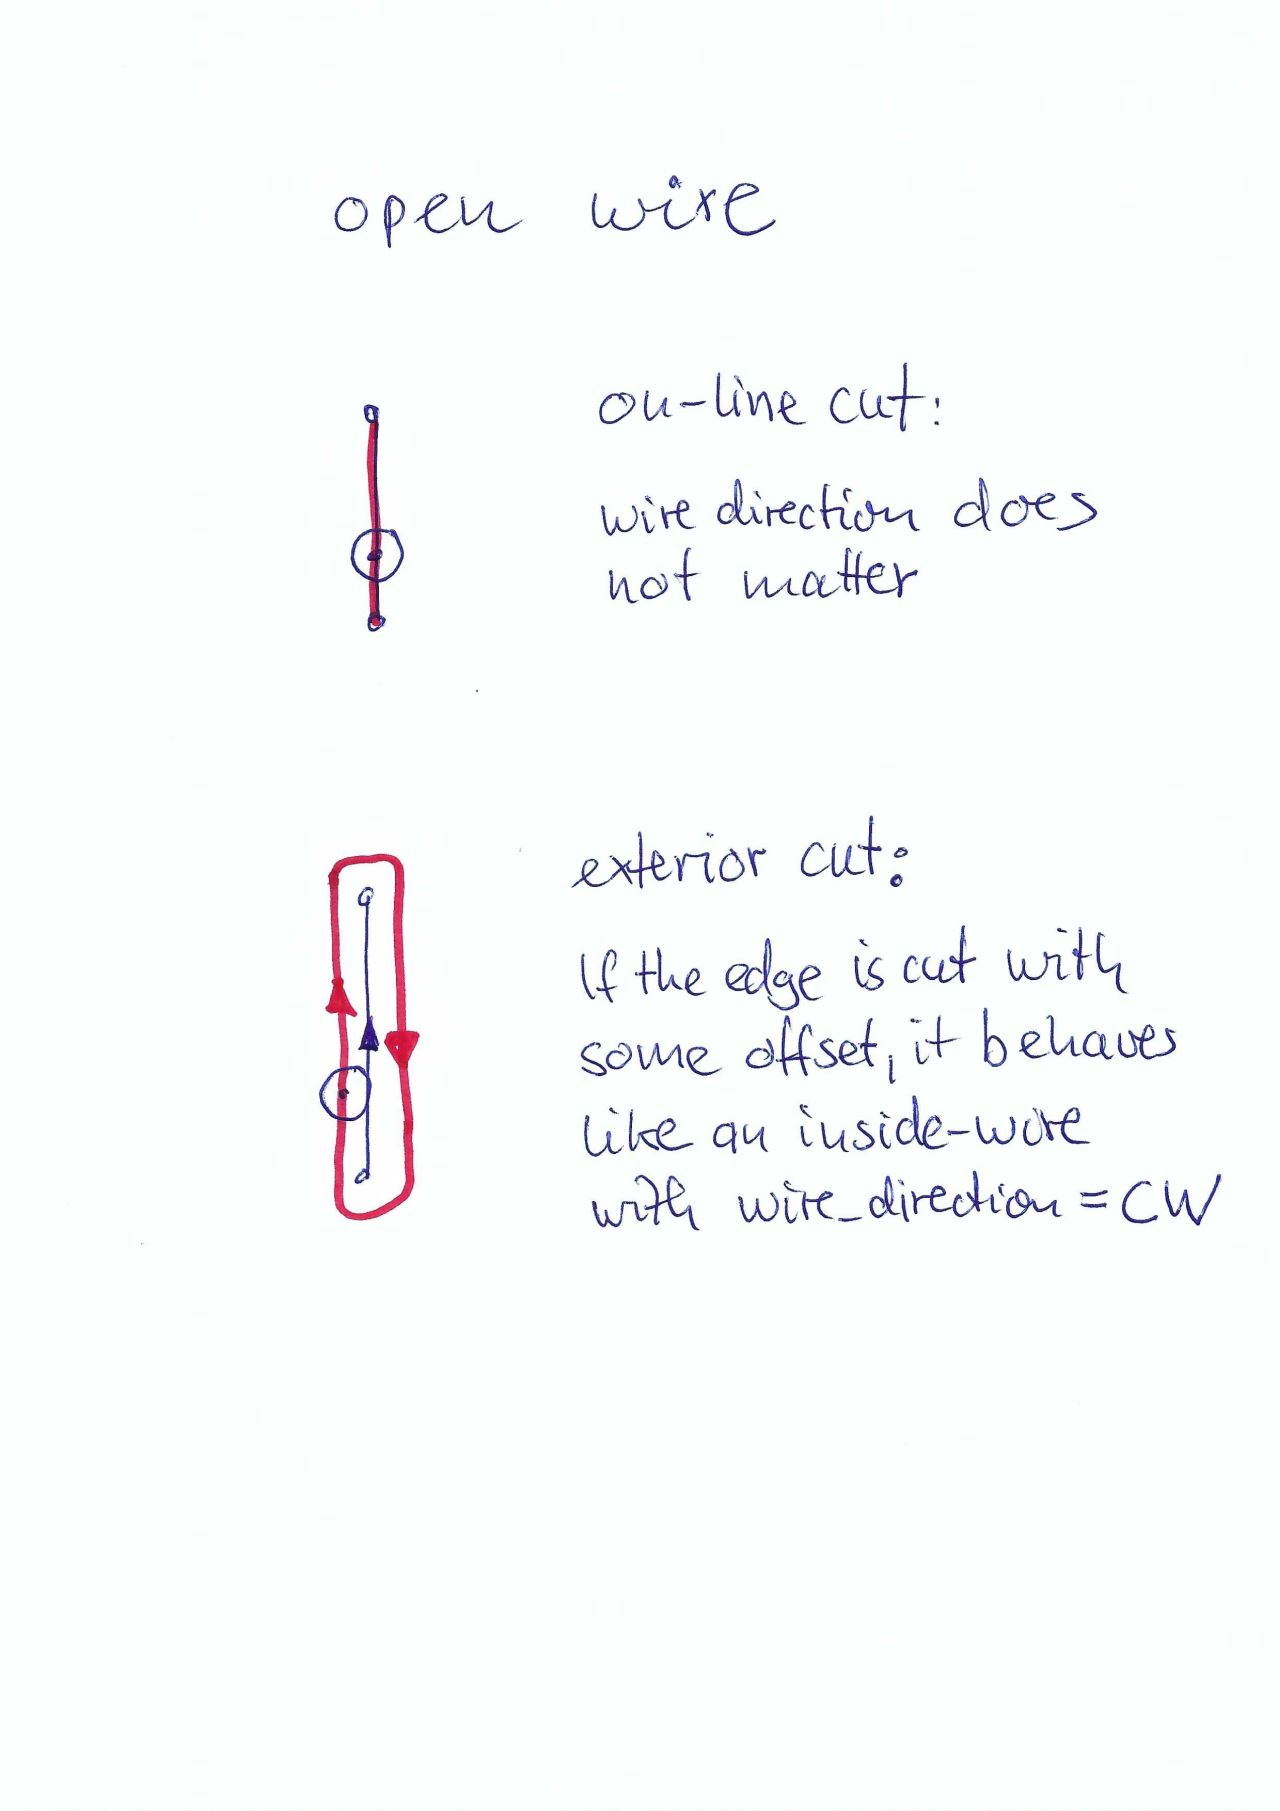 open wire
on-line cut:
wire direction does
not matter
exterior cut:
If the edge is cut with
some offset, it behaves
like an inside-wire
with wire_direction = CW